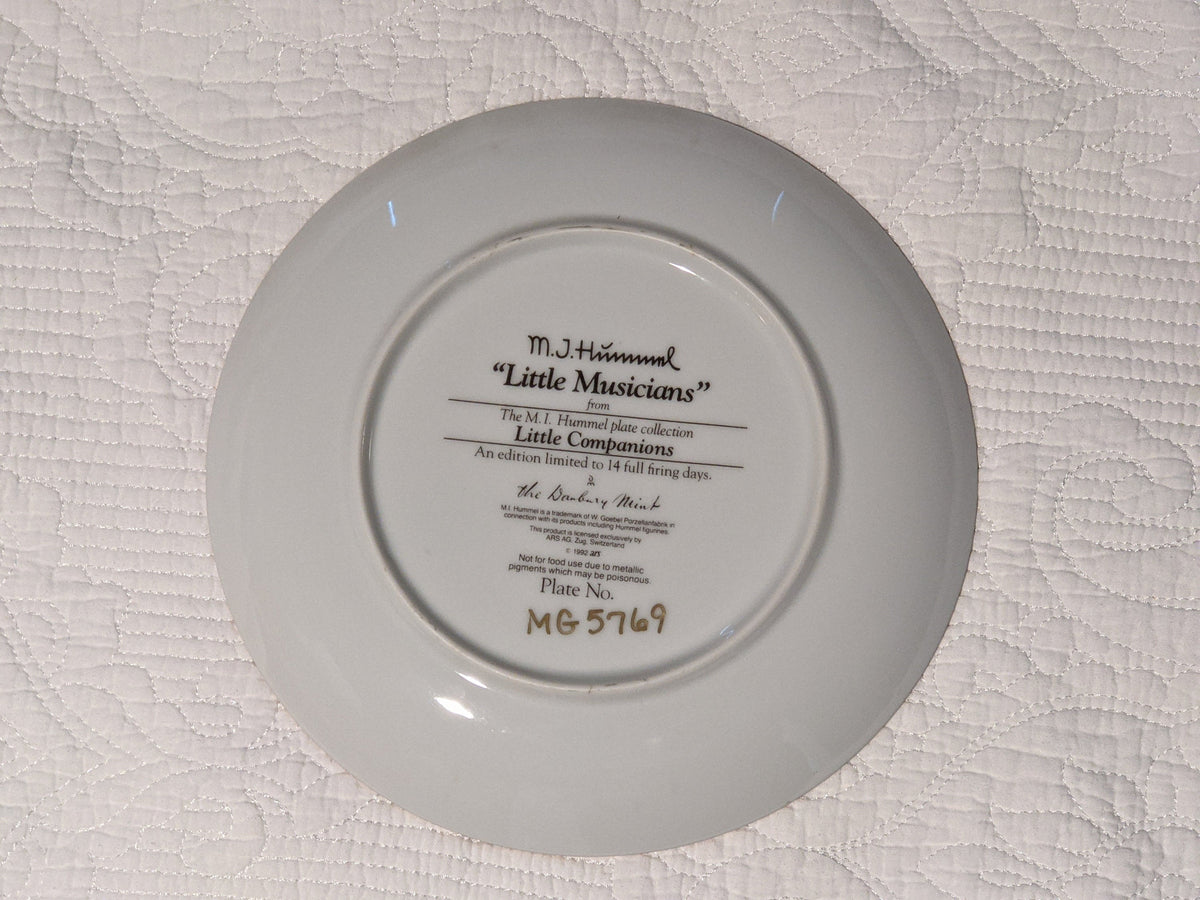 M.J. Hummel
“Little Musicians”
from
The M.I. Hummel plate collection
Little Companions
An edition limited to 14 full firing days.
the Danbury Mint
M.I. Hummel is a trademark of W. Goebel Porzellanfabrik in
connection with its products including Hummel figurines.
This product is licensed exclusively by
ARS AG, Zug, Switzerland
© 1992 ars
Not for food use due to metallic
pigments which may be poisonous.
Plate No.
MG5769